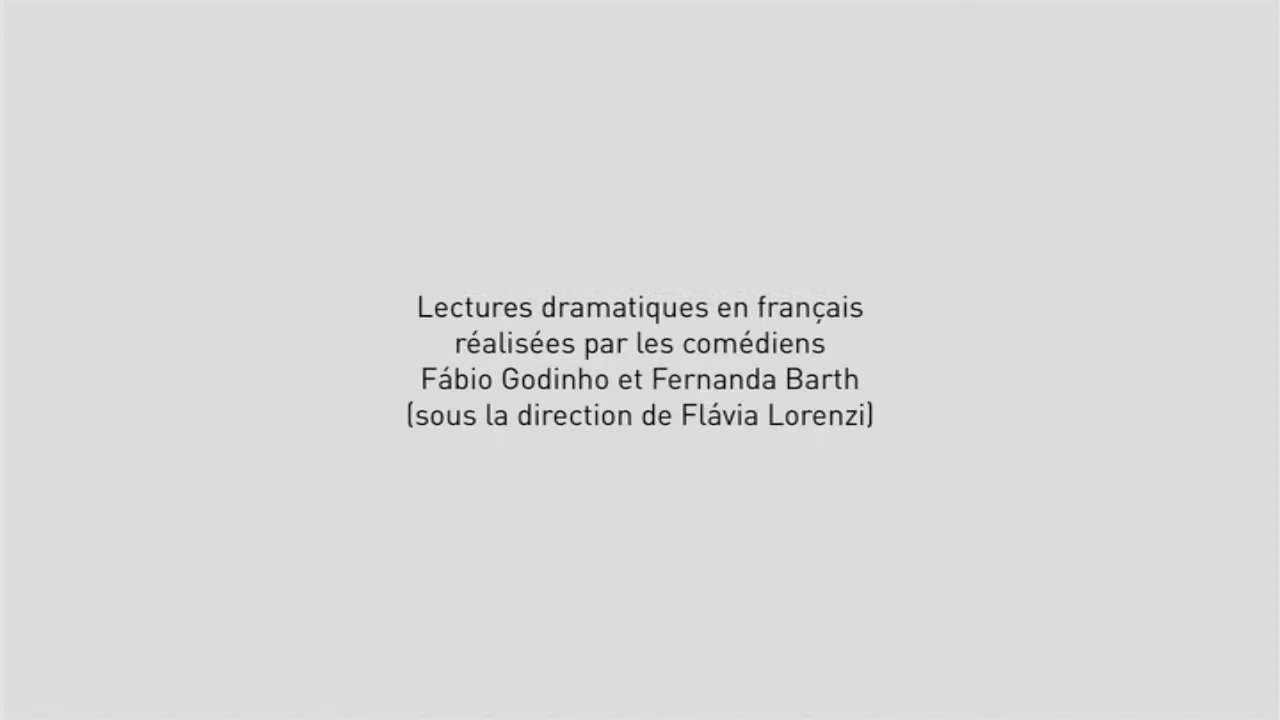 Lectures dramatiques en français
réalisées par les comédiens
Fábio Godinho et Fernanda Barth
(sous la direction de Flávia Lorenzi)